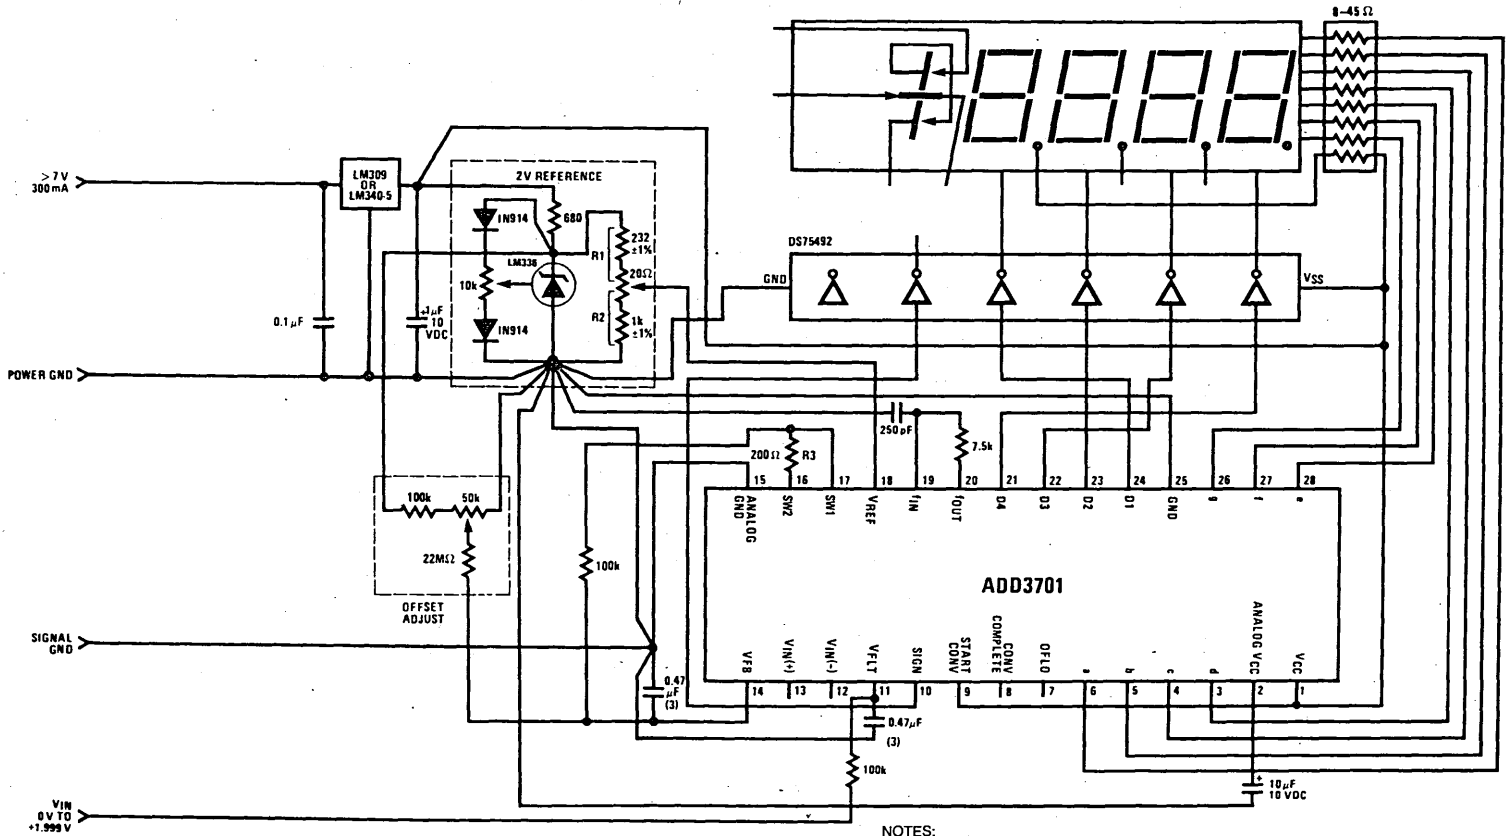 8–45 Ω
> 7 V
300 mA
LM309
OR
LM340-5
2V REFERENCE
IN914
680
R1
232
±1%
LM336
10k
20Ω
R2
1k
±1%
IN914
0.1 µF
+1µF
10
VDC
POWER GND
DS75492
GND
VSS
250 pF
7.5k
200Ω
R3
15
16
17
18
19
20
21
22
23
24
25
26
27
28
ANALOG
GND
SW2
SW1
VREF
fIN
fOUT
D4
D3
D2
D1
GND
g
f
e
100k
50k
22MΩ
OFFSET
ADJUST
100k
ADD3701
SIGNAL
GND
VFB
VIN(+)
VIN(-)
VFLT
SIGN
START
CONV
CONV
COMPLETE
OFLO
a
b
c
d
ANALOG VCC
VCC
14
13
12
11
10
9
8
7
6
5
4
3
2
1
0.47
µF
(3)
0.47µF
(3)
100k
+
10µF
10 VDC
VIN
0V TO
+1.999 V
NOTES: